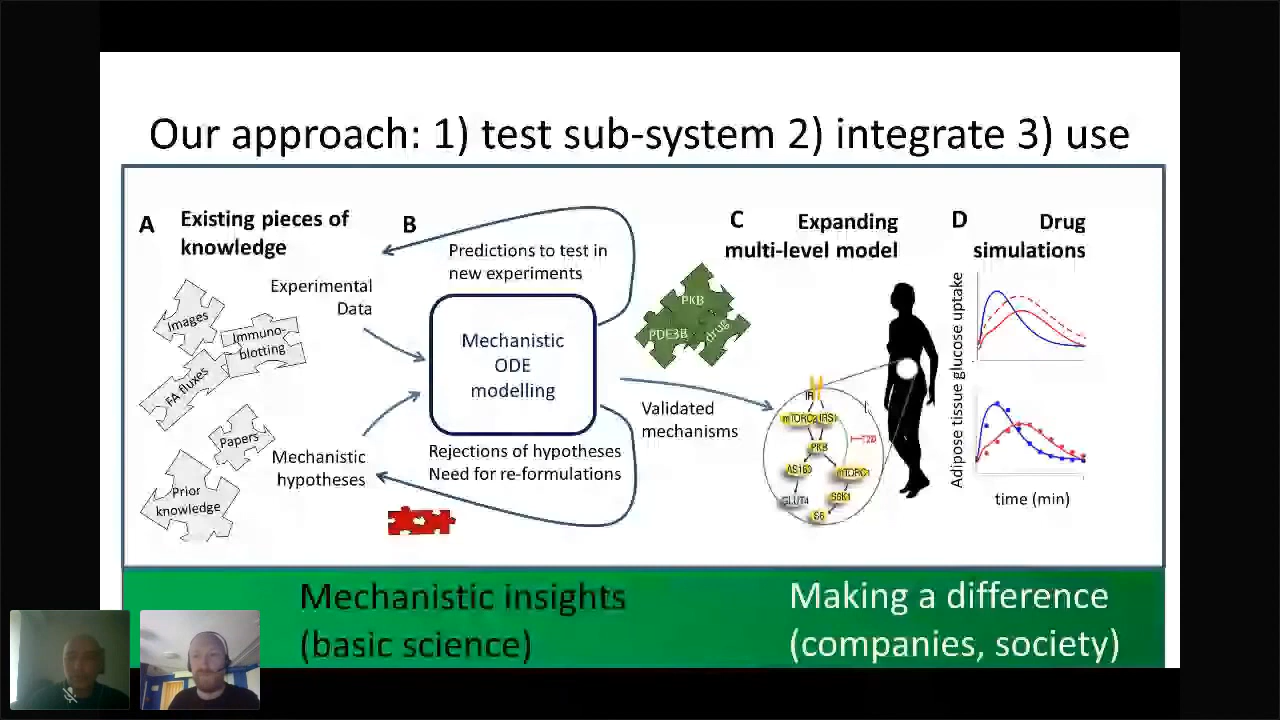 Our approach: 1) test sub-system 2) integrate 3) use
A
Existing pieces of
knowledge
Images
Immuno-
blotting
FA fluxes
Papers
Prior
knowledge
Experimental
Data
Mechanistic
hypotheses
B
Predictions to test in
new experiments
Mechanistic
ODE
modelling
Rejections of hypotheses
Need for re-formulations
PKB
PDE3B
drug
Validated
mechanisms
C
Expanding
multi-level model
IR
mTORC2
IRS1
PKB
T2D
AS160
mTORC1
GLUT4
S6K1
S6
D
Drug
simulations
Adipose tissue glucose uptake
time (min)
Mechanistic insights
(basic science)
Making a difference
(companies, society)